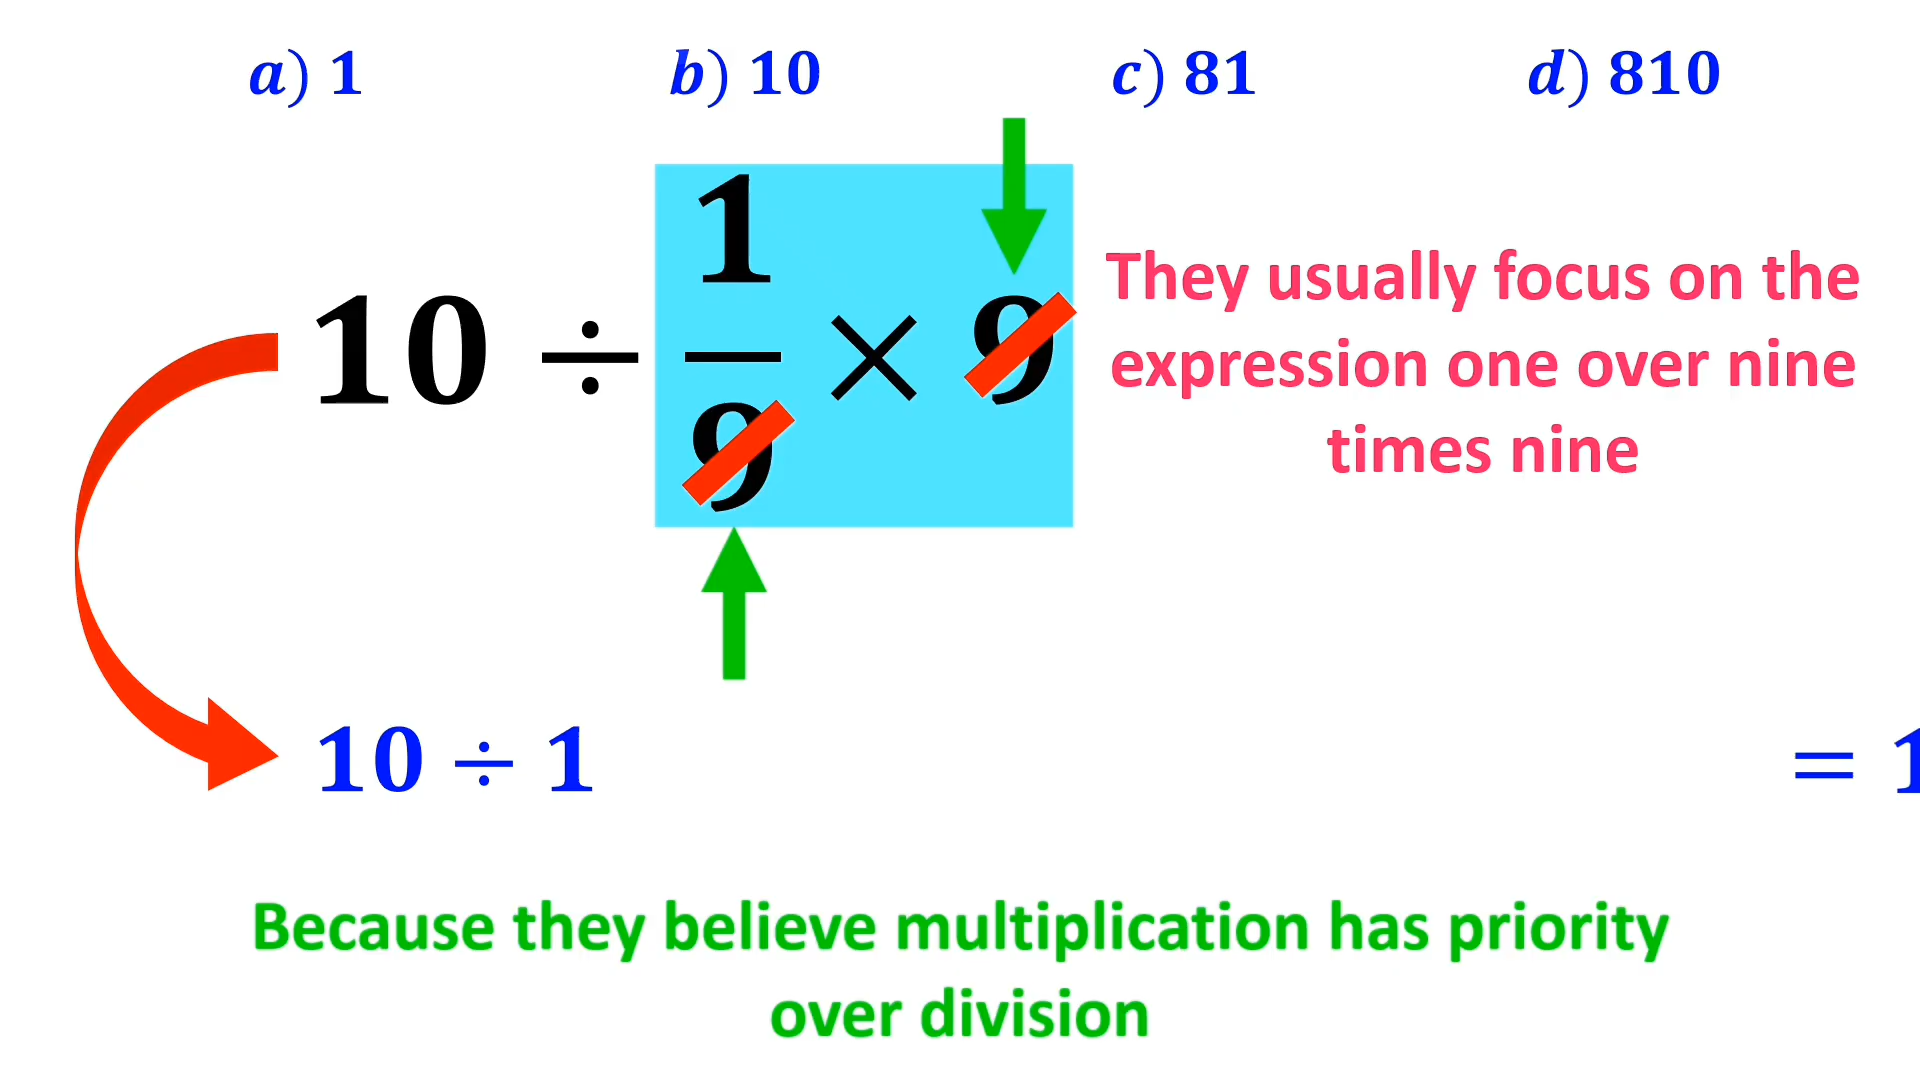 a) 1 b) 10 c) 81 d) 810
10 ÷ 1/9 × 9
They usually focus on the
expression one over nine
times nine
10 ÷ 1 = 1
Because they believe multiplication has priority
over division